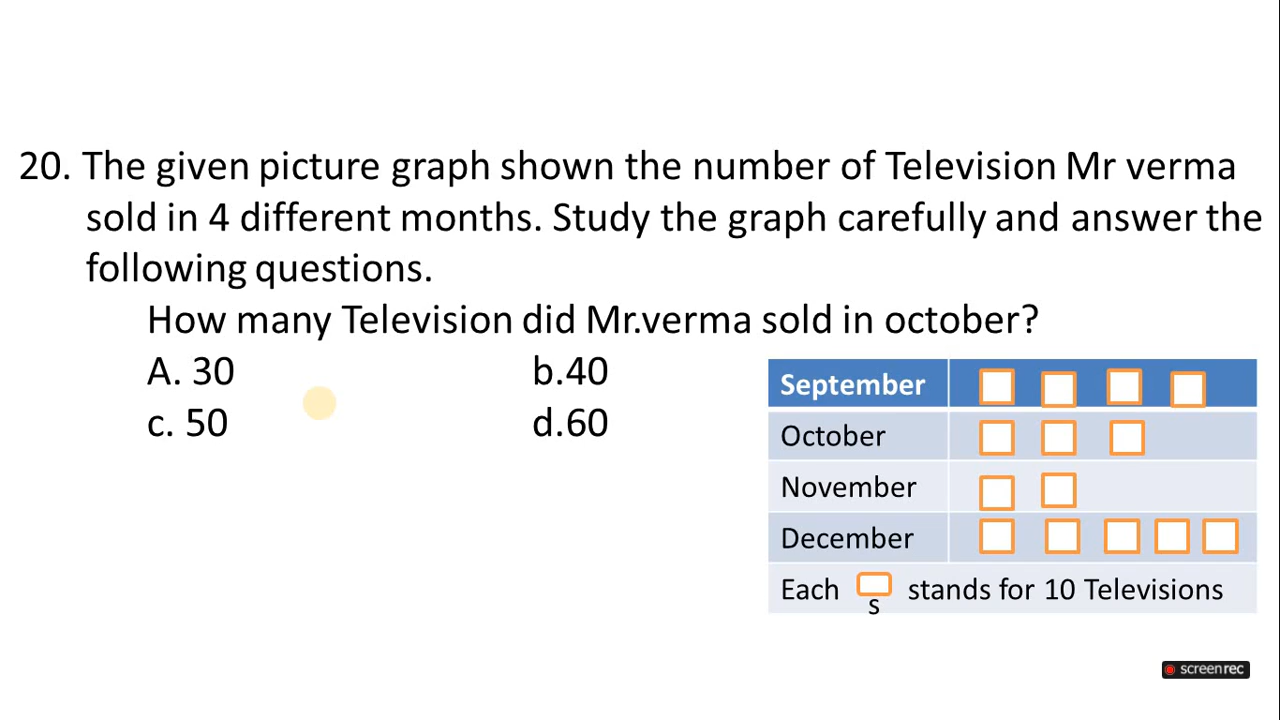 20. The given picture graph shown the number of Television Mr verma
sold in 4 different months. Study the graph carefully and answer the
following questions.
How many Television did Mr.verma sold in october?
A. 30 b.40
c. 50 d.60
September
October
November
December
Each stands for 10 Televisions
s
screenrec